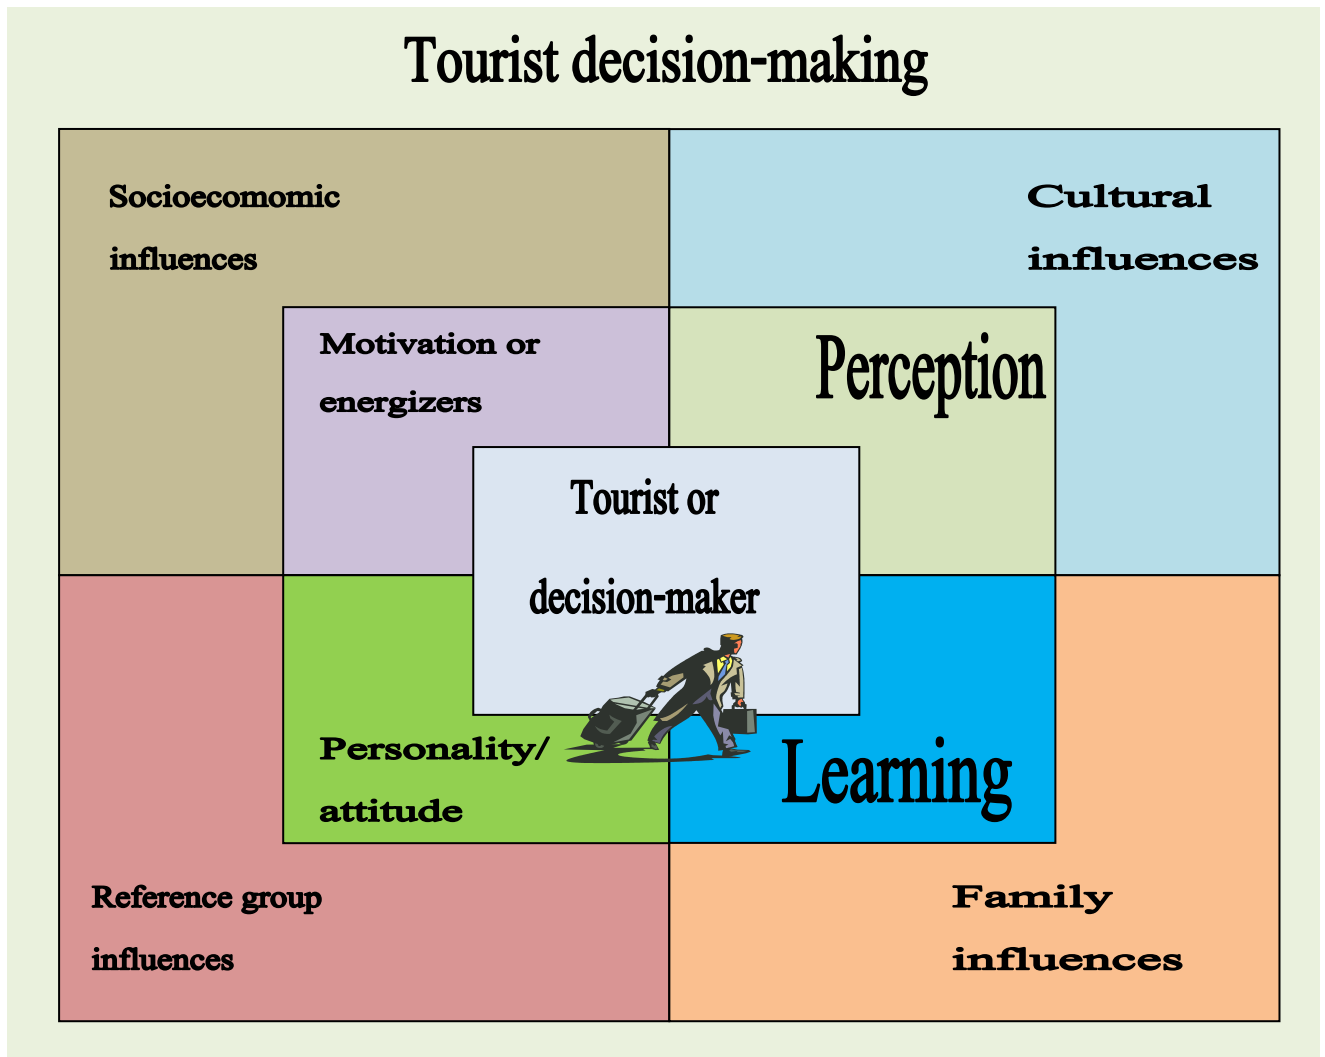 Tourist decision-making
Socioecomomic
influences
Cultural
influences
Motivation or
energizers
Perception
Tourist or
decision-maker
Personality/
attitude
Learning
Reference group
influences
Family
influences